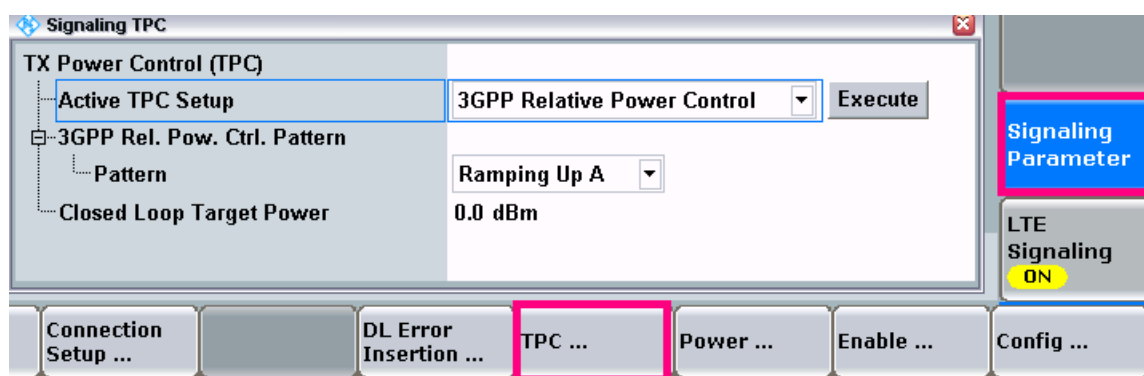 Signaling TPC
TX Power Control (TPC)
Active TPC Setup
3GPP Relative Power Control
Execute
3GPP Rel. Pow. Ctrl. Pattern
Pattern
Ramping Up A
Closed Loop Target Power
0.0 dBm
Signaling
Parameter
LTE
Signaling
ON
Connection
Setup ...
DL Error
Insertion ...
TPC ...
Power ...
Enable ...
Config ...